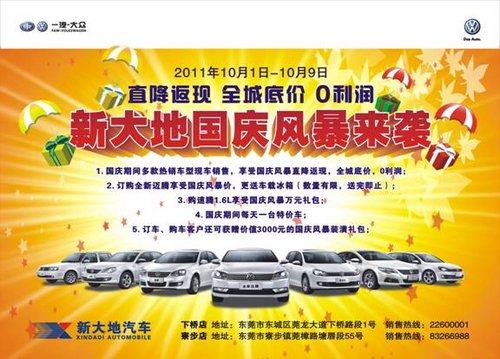 一汽·大众
FAW-VOLKSWAGEN
Das Auto.
2011年10月1日-10月9日
直降返现 全城底价 0利润
新大地国庆风暴来袭
1. 国庆期间多款热销车型现车销售，享受国庆风暴直降返现，全城底价，0利润；
2. 订购全新迈腾享受国庆风暴价，更送车载冰箱（数量有限，送完即止）；
3. 购速腾1.6L享受国庆风暴万元礼包；
4. 国庆期间每天一台特价车；
5. 订车、购车客户还可获赠价值3000元的国庆风暴装潢礼包；
新大地汽车
XINDADI AUTOMOBILE
下桥店 地址：东莞市东城区莞龙大道下桥路段1号 销售热线：22600001
寮步店 地址：东莞市寮步镇莞樟路塘唇段55号 销售热线：83266988